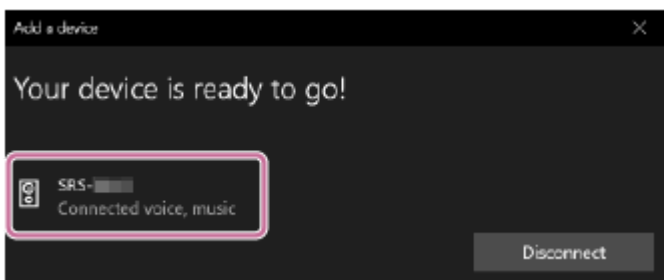 Add a device
Your device is ready to go!
SRS-
Connected voice, music
Disconnect